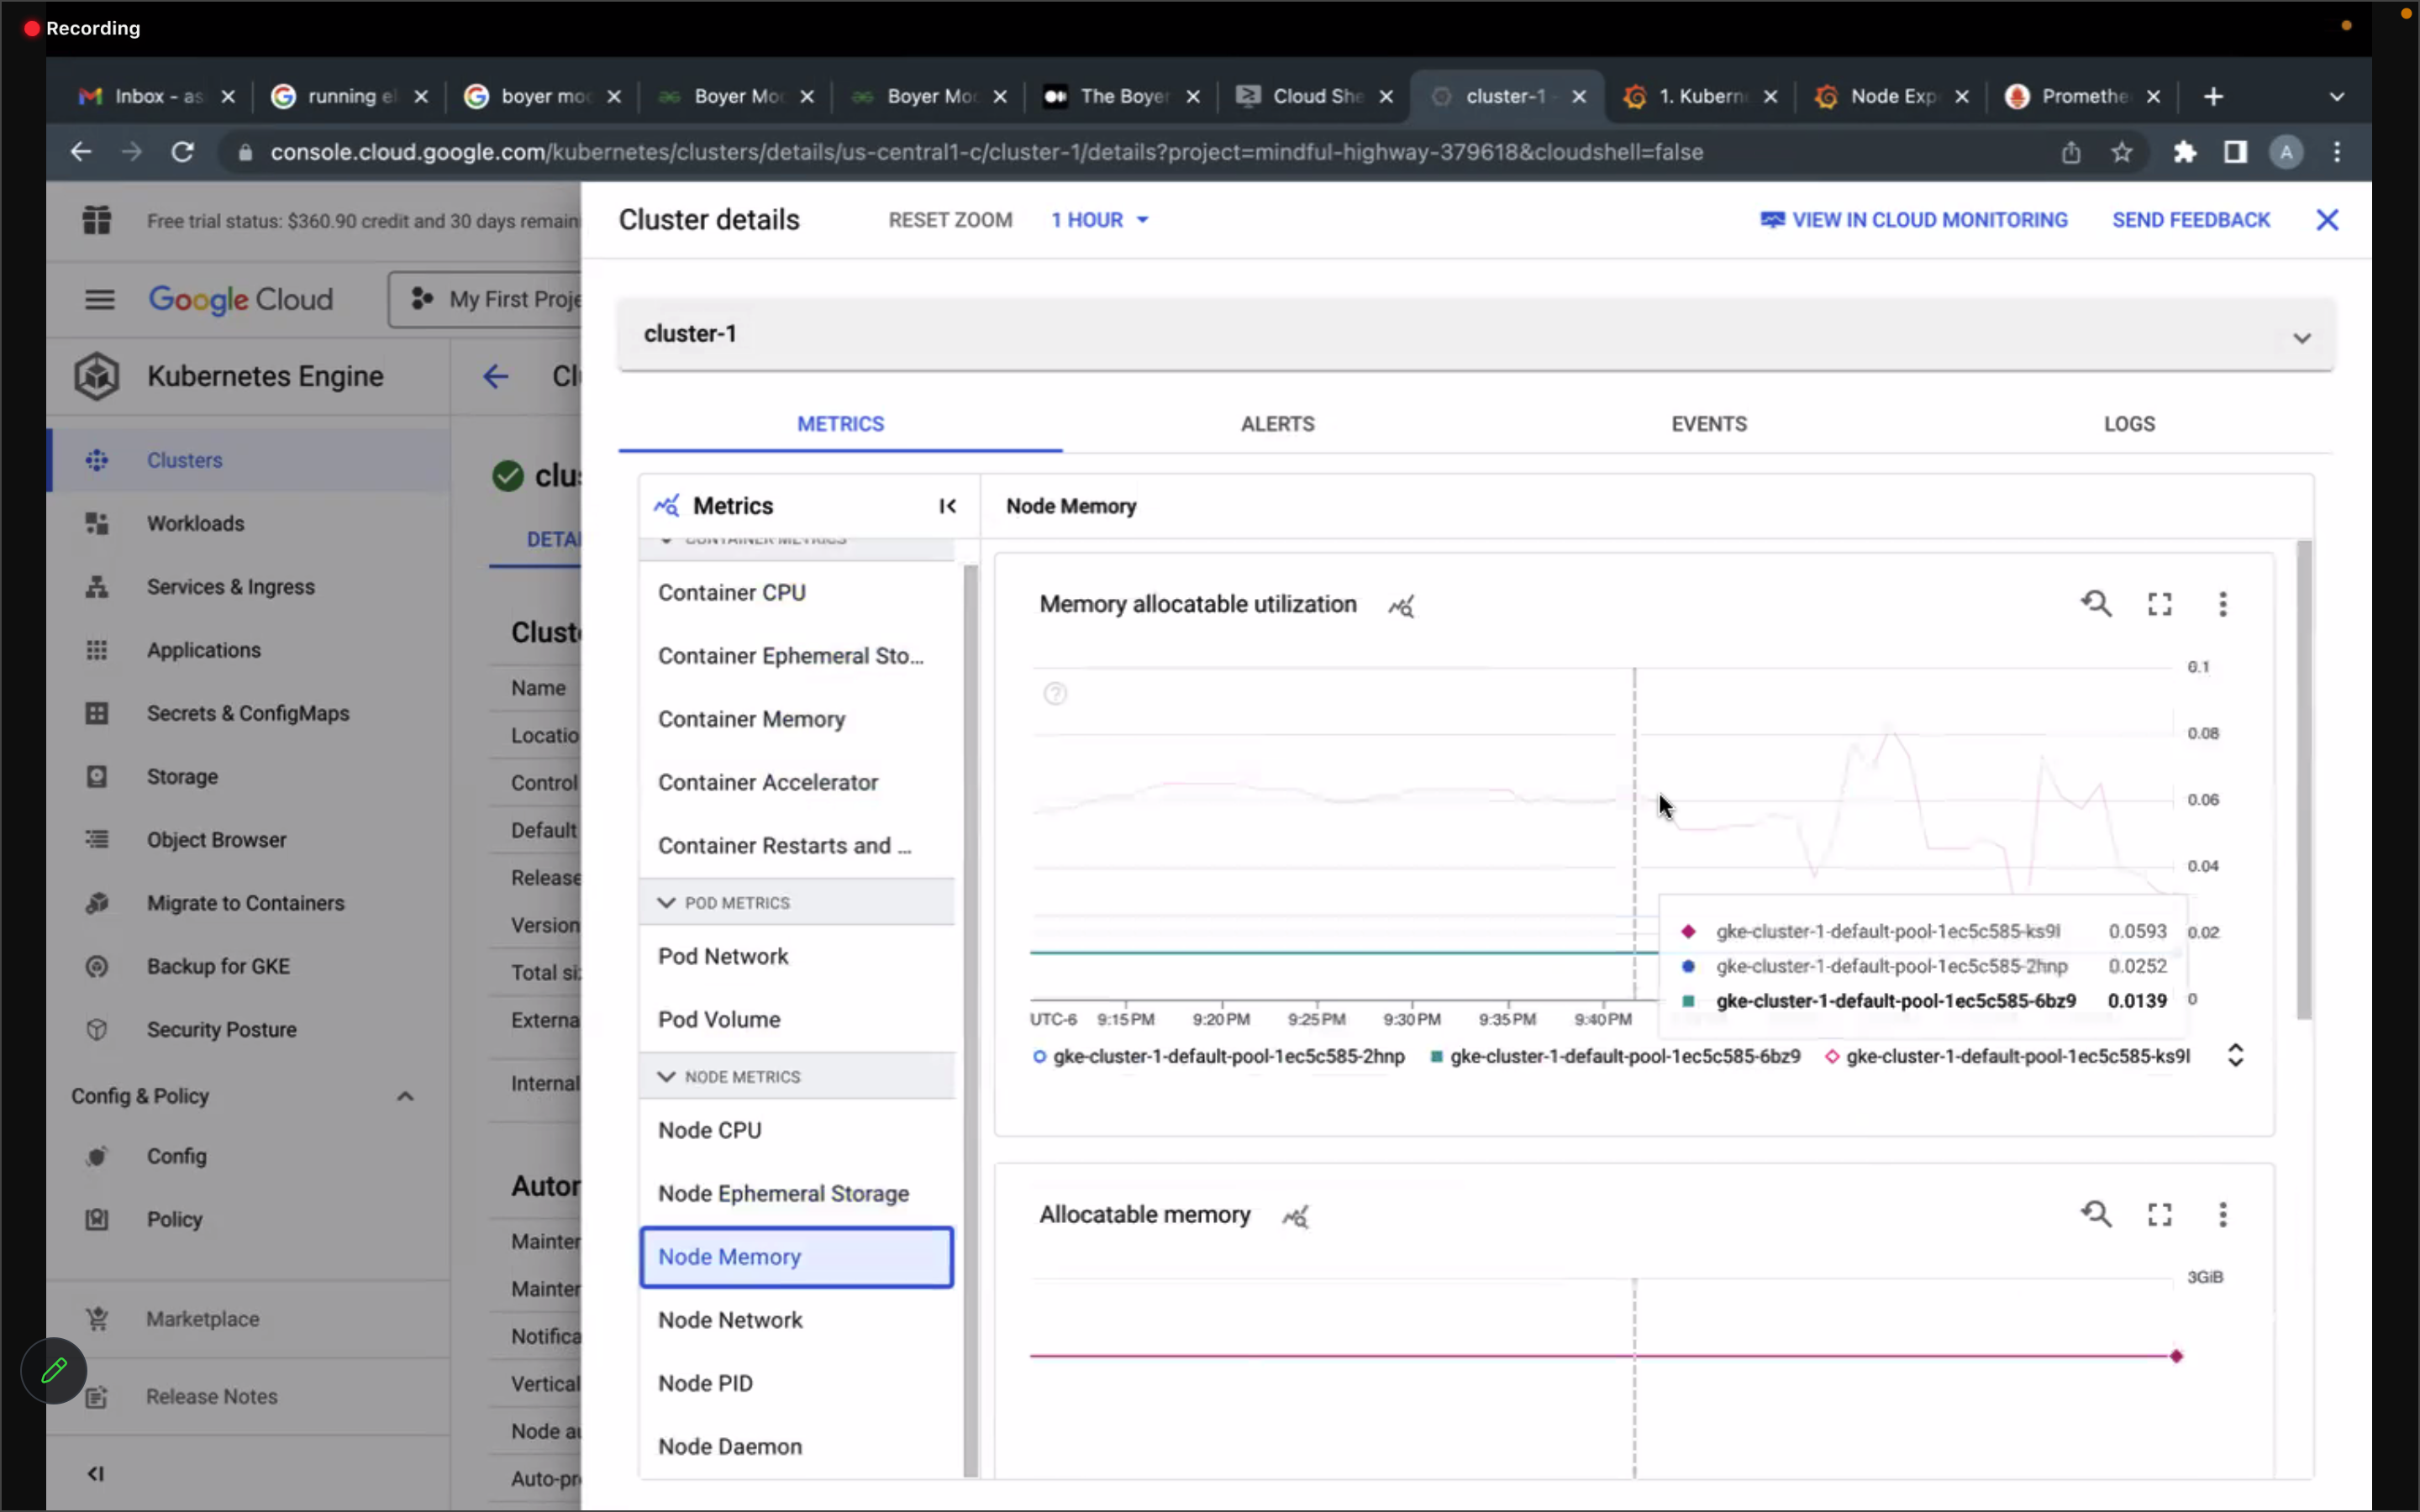 Recording
Inbox - as
running el
boyer moo
Boyer Moo
Boyer Moo
The Boyer
Cloud She
cluster-1 -
1. Kubern
Node Exp
Promethe
console.cloud.google.com/kubernetes/clusters/details/us-central1-c/cluster-1/details?project=mindful-highway-379618&cloudshell=false
A
Free trial status: $360.90 credit and 30 days remain
Google Cloud
My First Proje
Kubernetes Engine
Clusters
Workloads
Services & Ingress
Applications
Secrets & ConfigMaps
Storage
Object Browser
Migrate to Containers
Backup for GKE
Security Posture
Config & Policy
Config
Policy
Marketplace
Release Notes
Cl
clus
DETA
Clust
Name
Locatio
Control
Default
Release
Version
Total si
Externa
Internal
Autor
Mainter
Mainter
Notifica
Vertical
Node au
Auto-pr
Cluster details
RESET ZOOM
1 HOUR
VIEW IN CLOUD MONITORING
SEND FEEDBACK
cluster-1
METRICS
ALERTS
EVENTS
LOGS
Metrics
CONTAINER METRICS
Container CPU
Container Ephemeral Sto...
Container Memory
Container Accelerator
Container Restarts and ...
POD METRICS
Pod Network
Pod Volume
NODE METRICS
Node CPU
Node Ephemeral Storage
Node Memory
Node Network
Node PID
Node Daemon
Node Memory
Memory allocatable utilization
0.1
0.08
0.06
0.04
0.02
0
gke-cluster-1-default-pool-1ec5c585-ks9l 0.0593
gke-cluster-1-default-pool-1ec5c585-2hnp 0.0252
gke-cluster-1-default-pool-1ec5c585-6bz9 0.0139
UTC-6 9:15 PM 9:20 PM 9:25 PM 9:30 PM 9:35 PM 9:40 PM
gke-cluster-1-default-pool-1ec5c585-2hnp gke-cluster-1-default-pool-1ec5c585-6bz9 gke-cluster-1-default-pool-1ec5c585-ks9l
Allocatable memory
3GiB